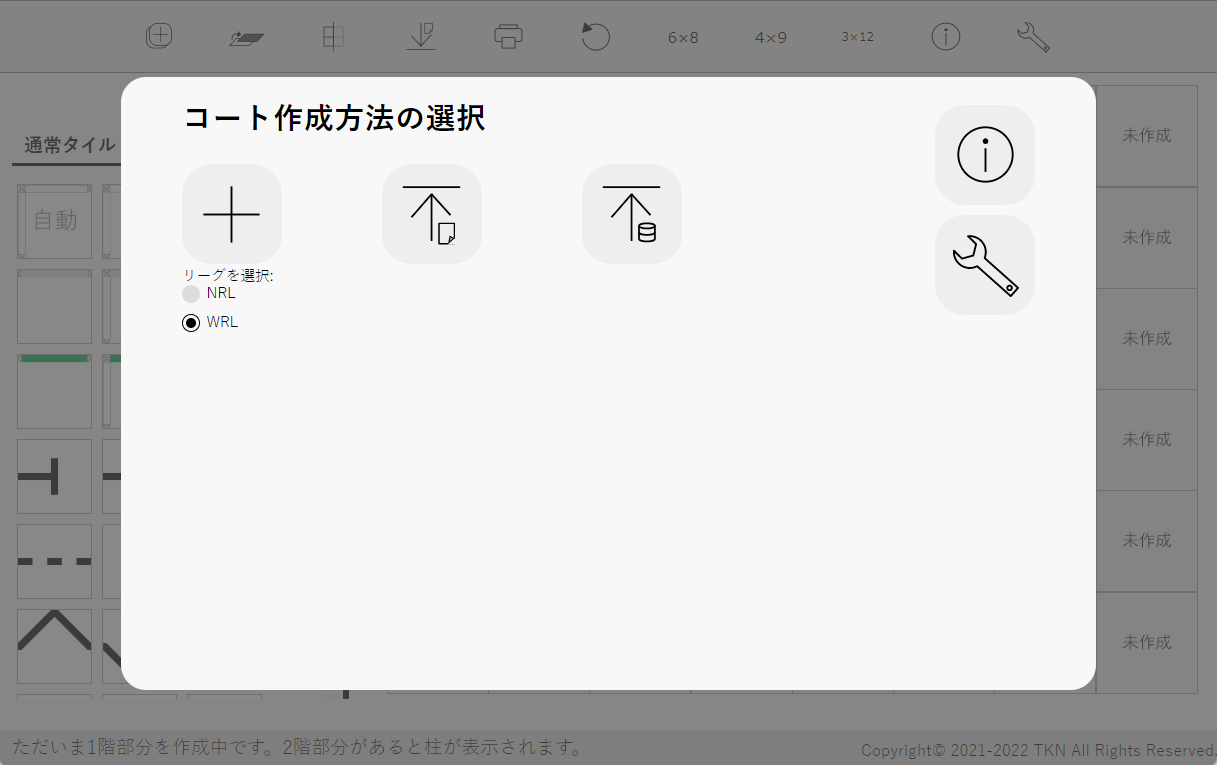 6×8
4×9
3×12
コート作成方法の選択
通常タイル
自動
リーグを選択:
NRL
WRL
未作成
未作成
未作成
未作成
未作成
未作成
ただいま1階部分を作成中です。2階部分があると柱が表示されます。
Copyright© 2021-2022 TKN All Rights Reserved.